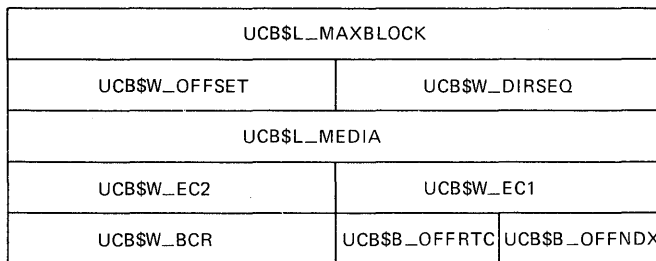 UCB$L_MAXBLOCK
UCB$W_OFFSET UCB$W_DIRSEQ
UCB$L_MEDIA
UCB$W_EC2 UCB$W_EC1
UCB$W_BCR UCB$B_OFFRTC UCB$B_OFFNDX